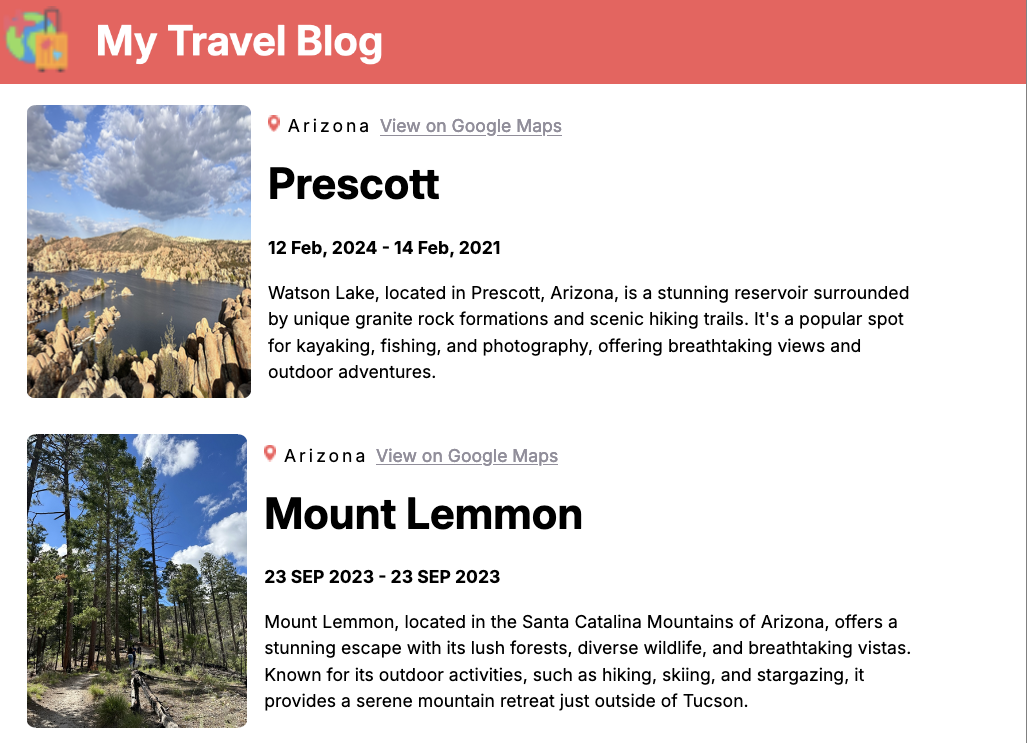 My Travel Blog
Arizona View on Google Maps
Prescott
12 Feb, 2024 - 14 Feb, 2021
Watson Lake, located in Prescott, Arizona, is a stunning reservoir surrounded
by unique granite rock formations and scenic hiking trails. It's a popular spot
for kayaking, fishing, and photography, offering breathtaking views and
outdoor adventures.
Arizona View on Google Maps
Mount Lemmon
23 SEP 2023 - 23 SEP 2023
Mount Lemmon, located in the Santa Catalina Mountains of Arizona, offers a
stunning escape with its lush forests, diverse wildlife, and breathtaking vistas.
Known for its outdoor activities, such as hiking, skiing, and stargazing, it
provides a serene mountain retreat just outside of Tucson.